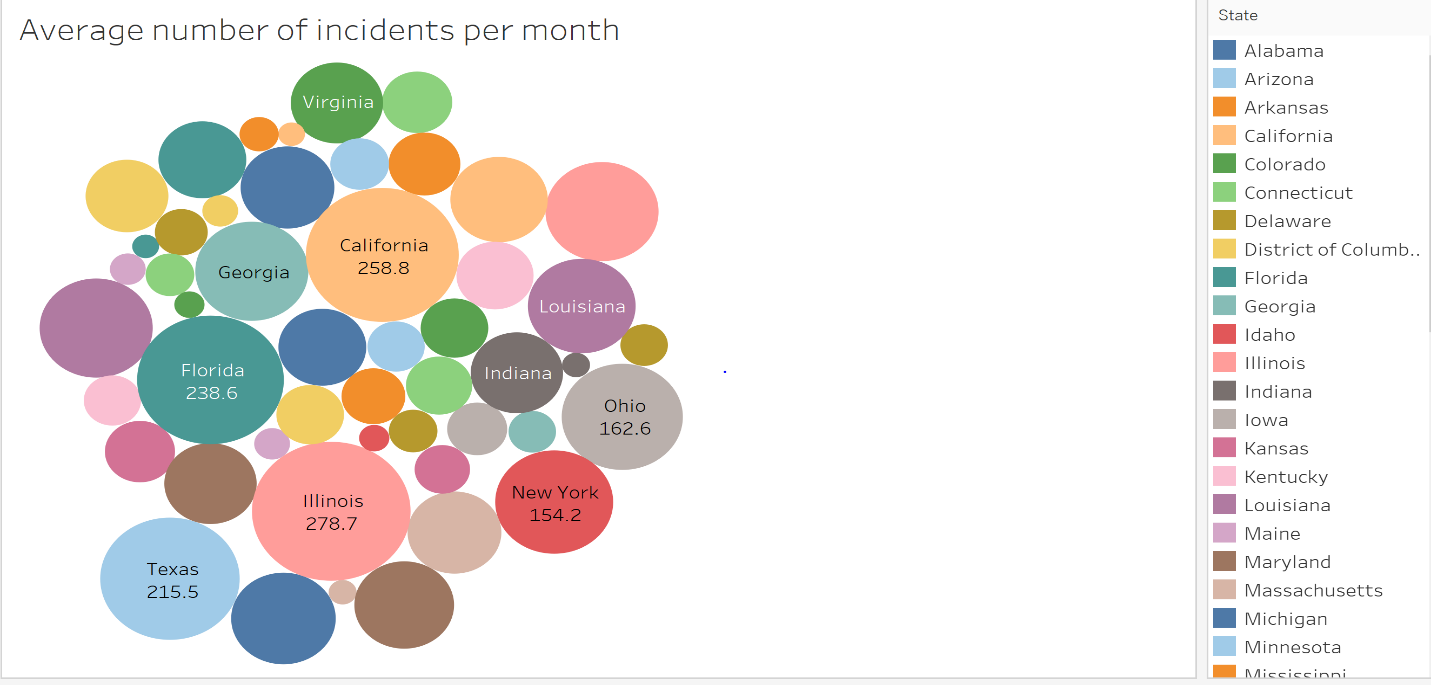 Average number of incidents per month
Virginia
California
258.8
Georgia
Louisiana
Florida
238.6
Indiana
Ohio
162.6
Illinois
278.7
New York
154.2
Texas
215.5
State
Alabama
Arizona
Arkansas
California
Colorado
Connecticut
Delaware
District of Columb..
Florida
Georgia
Idaho
Illinois
Indiana
Iowa
Kansas
Kentucky
Louisiana
Maine
Maryland
Massachusetts
Michigan
Minnesota
Mississippi